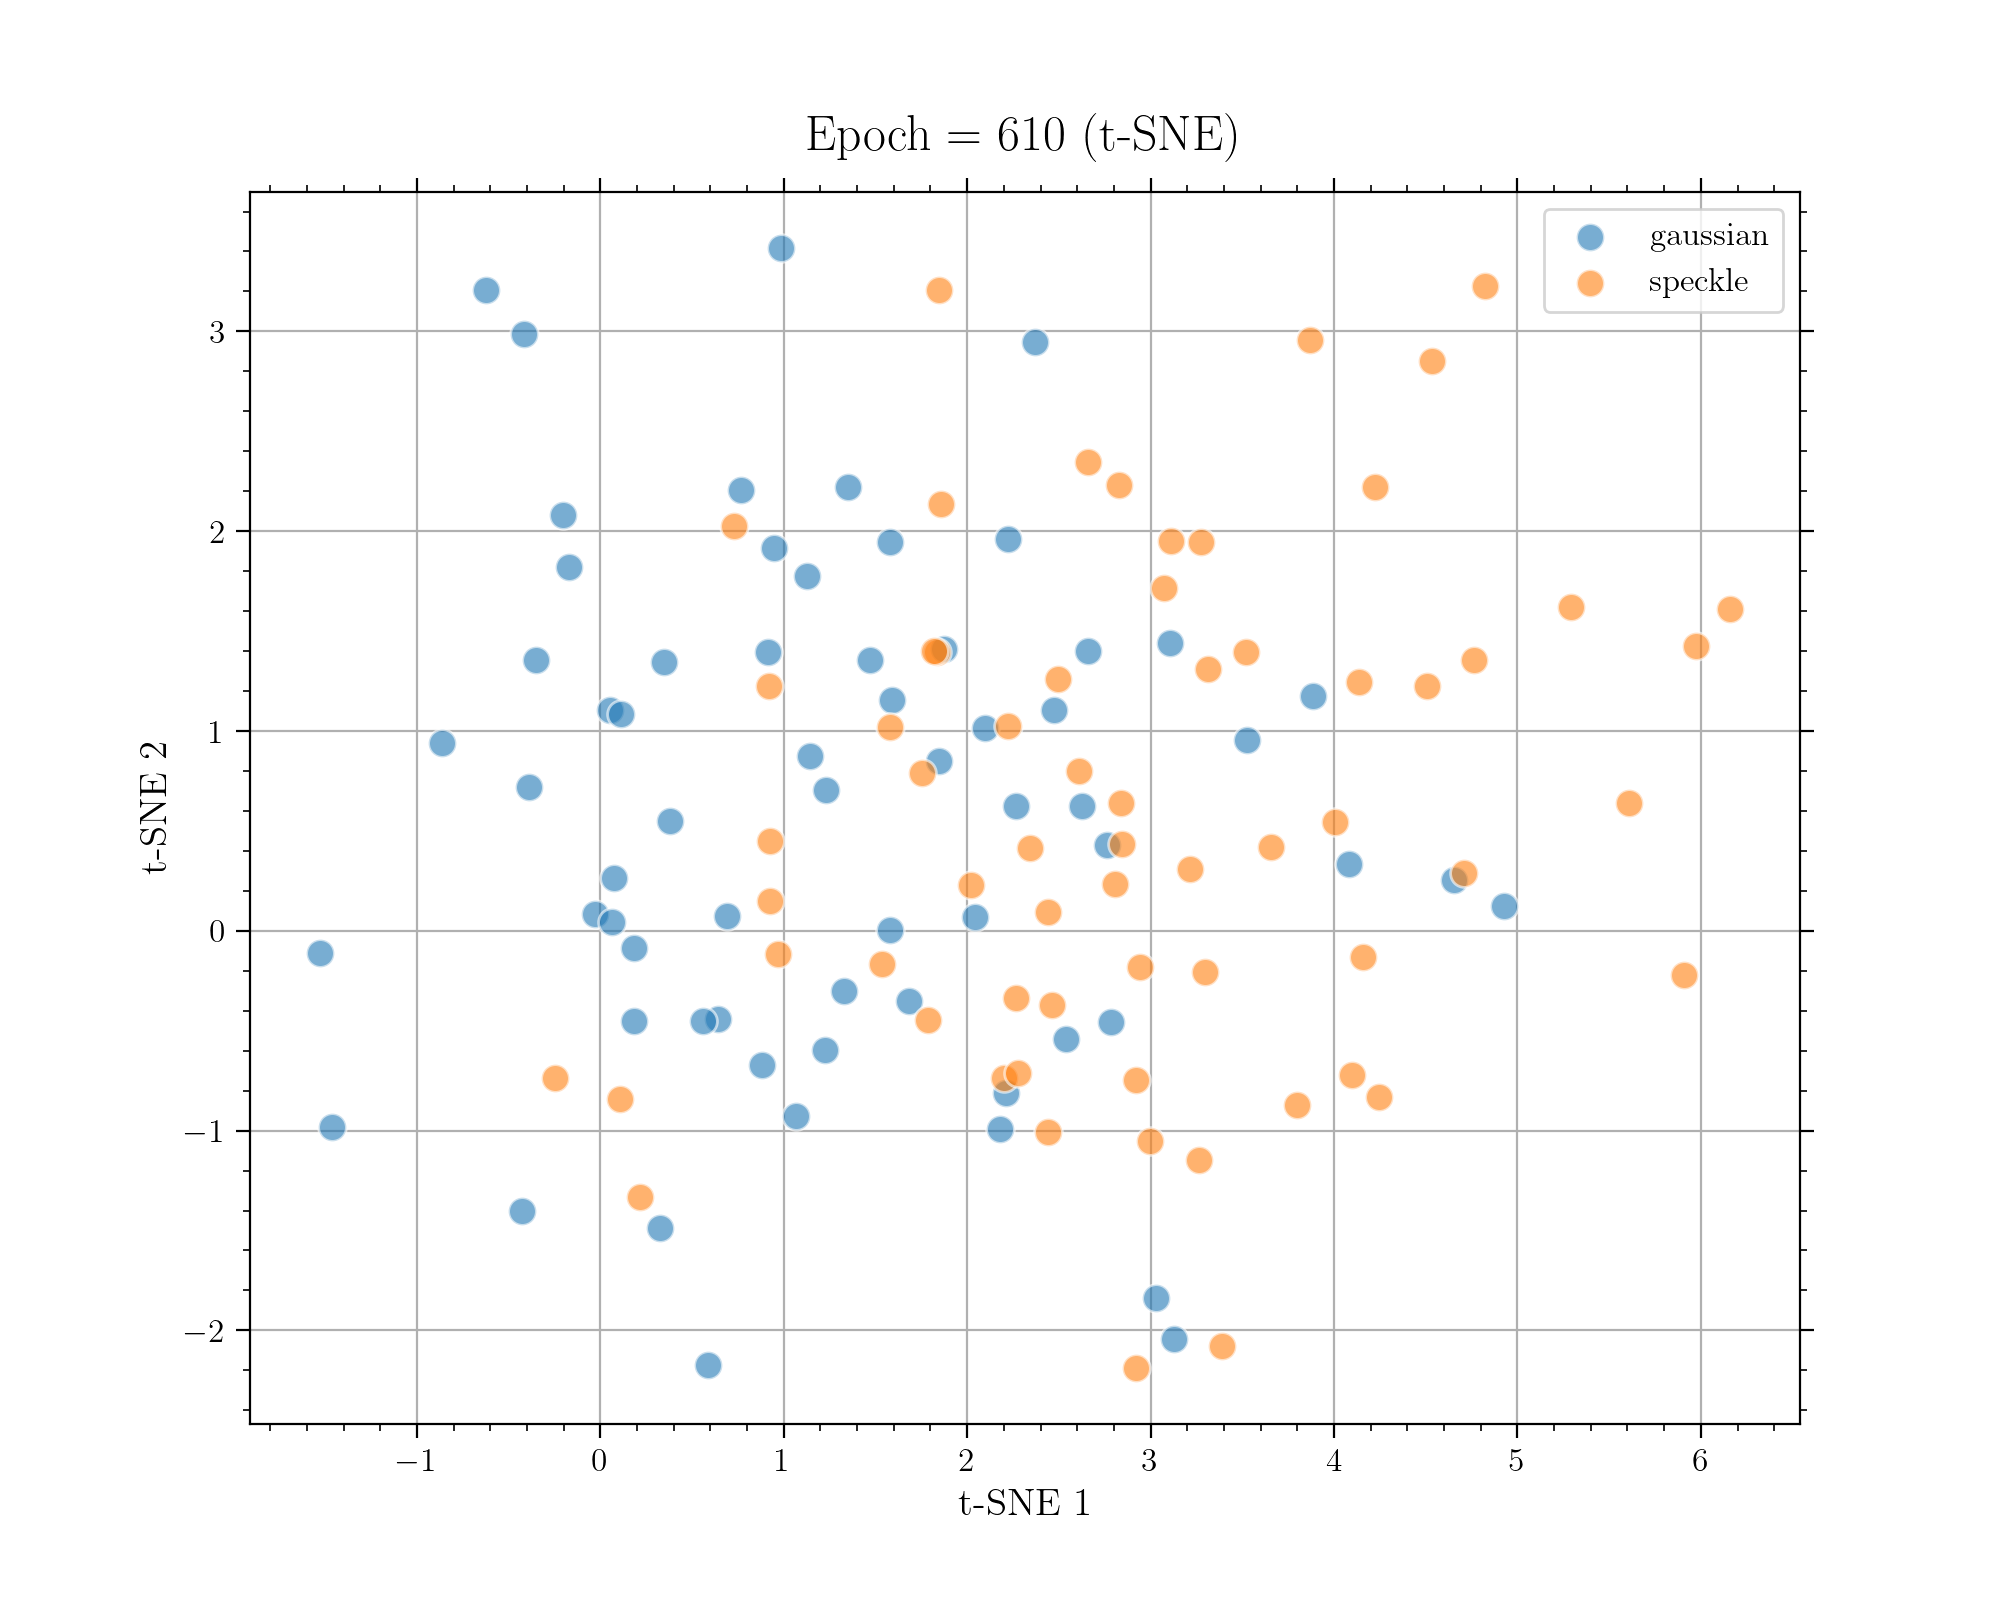 Epoch = 610 (t-SNE)
gaussian
speckle
3
2
1
0
−1
−2
t-SNE 2
−1 0 1 2 3 4 5 6
t-SNE 1